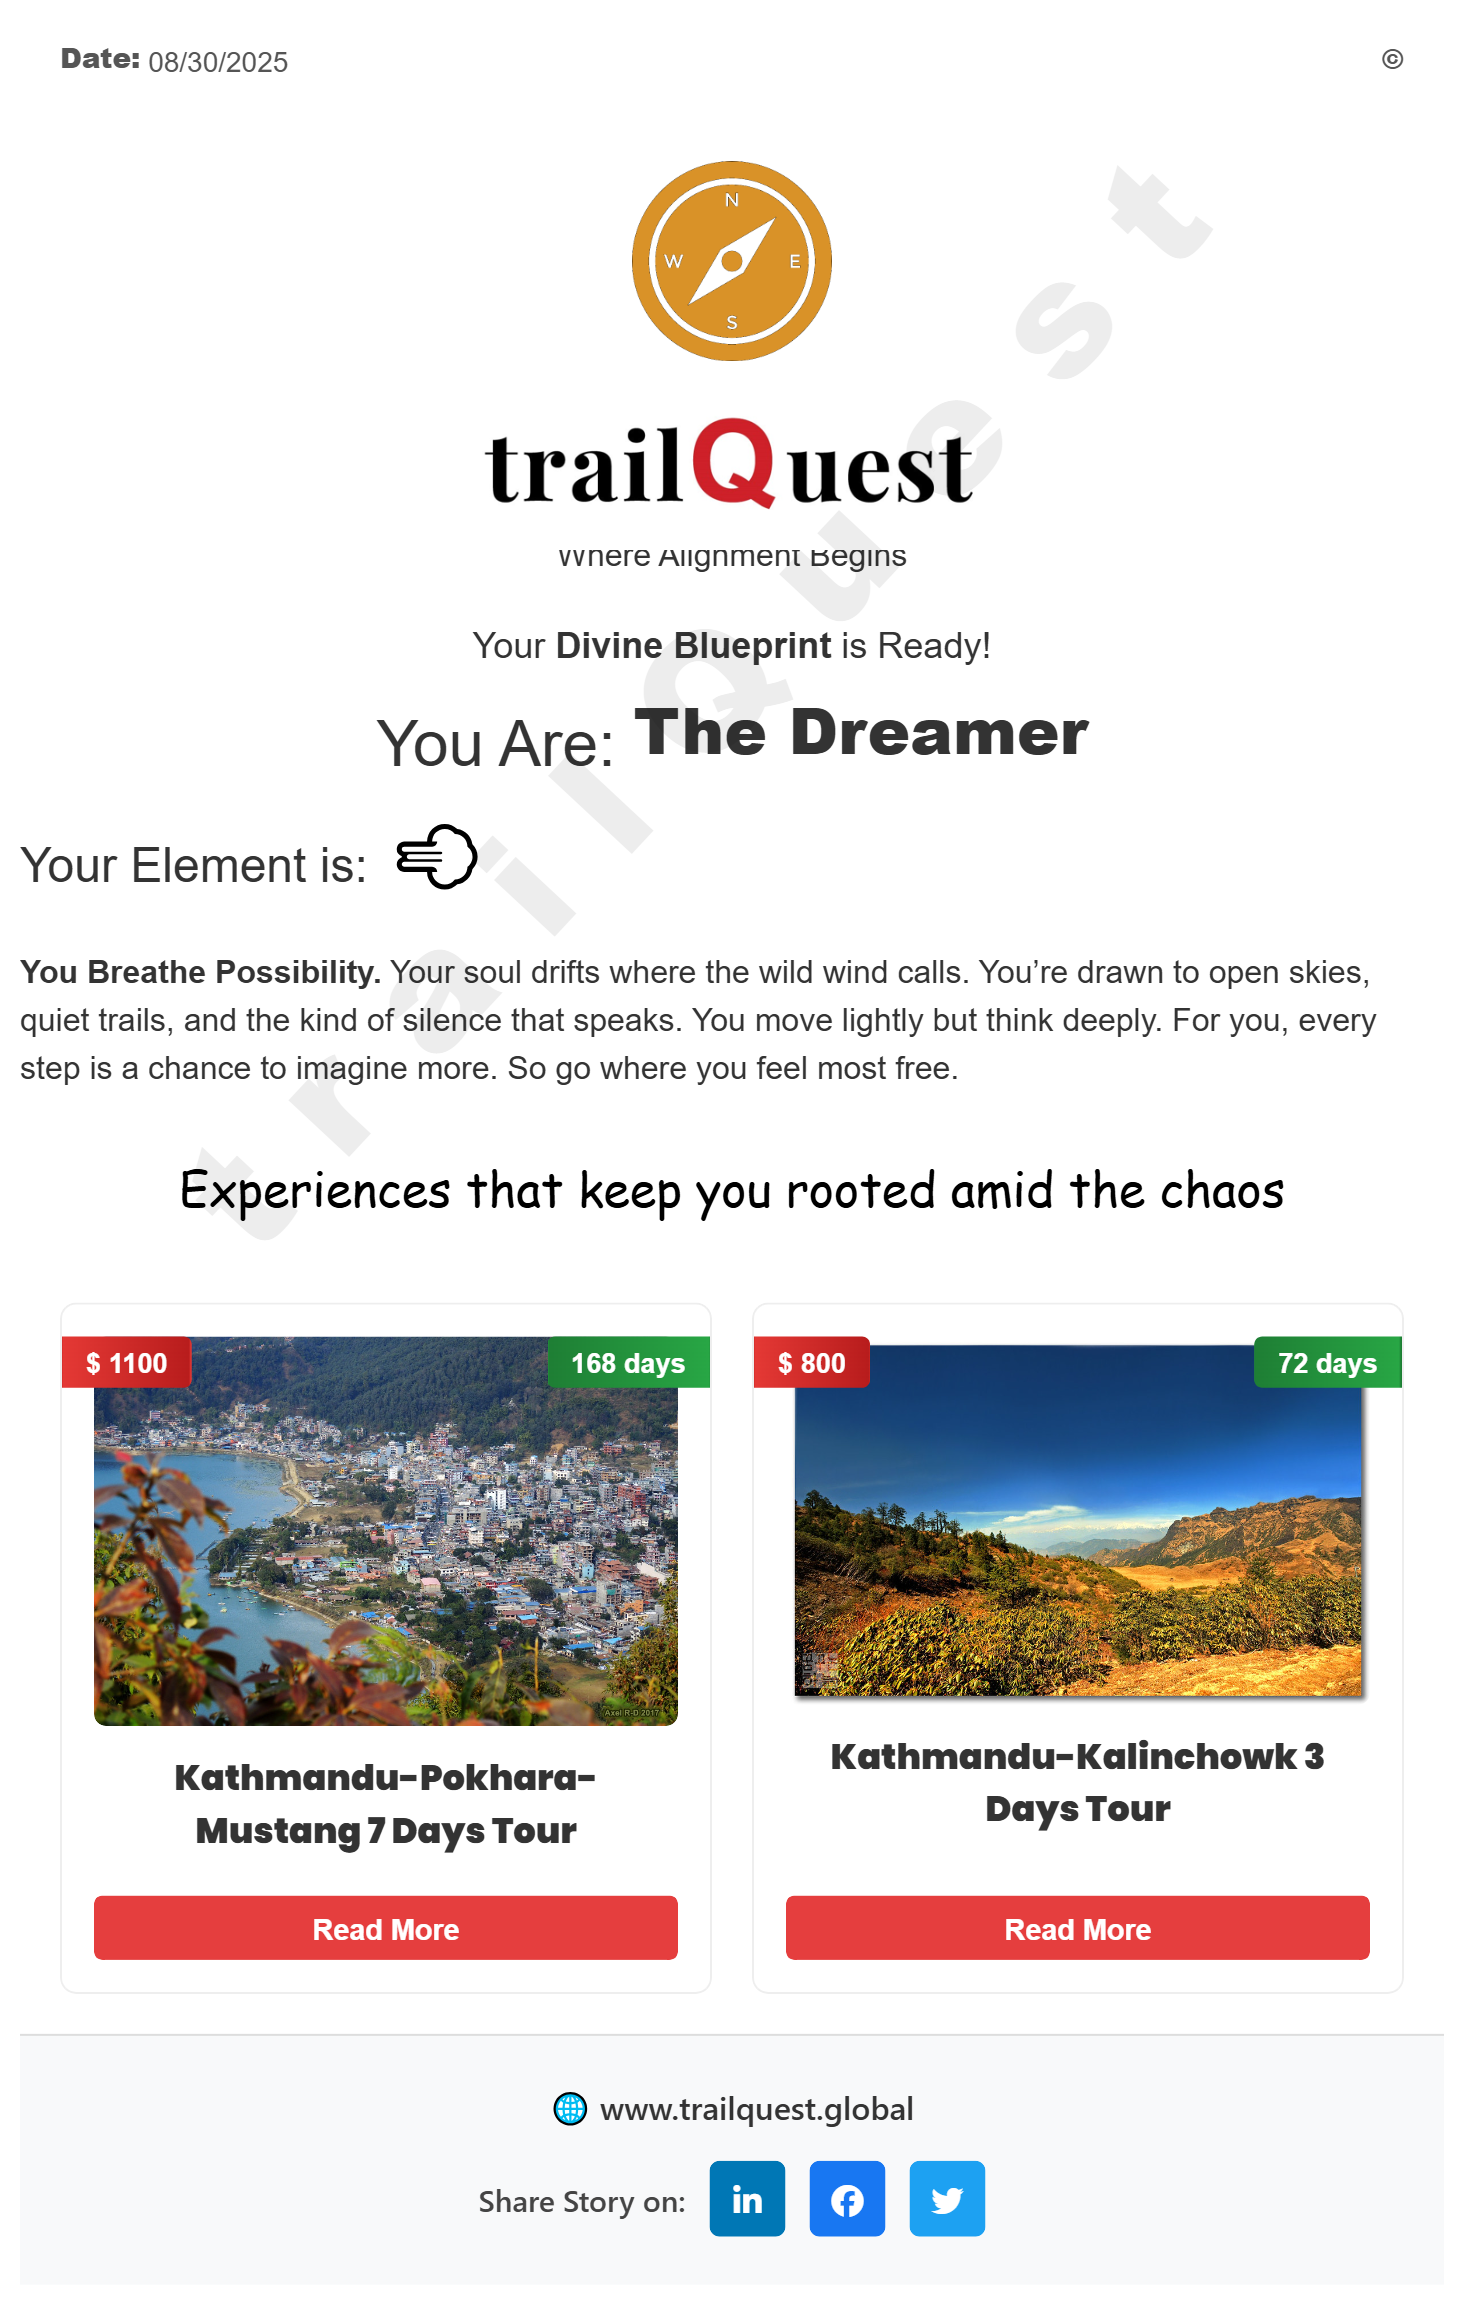 Date: 08/30/2025
©
N
W E
S
trailQuest
Where Alignment Begins
Your Divine Blueprint is Ready!
You Are: The Dreamer
Your Element is:
You Breathe Possibility. Your soul drifts where the wild wind calls. You’re drawn to open skies,
quiet trails, and the kind of silence that speaks. You move lightly but think deeply. For you, every
step is a chance to imagine more. So go where you feel most free.
Experiences that keep you rooted amid the chaos
$ 1100
168 days
Axel R-D 2017
Kathmandu-Pokhara-
Mustang 7 Days Tour
Read More
$ 800
72 days
Kathmandu-Kalinchowk 3
Days Tour
Read More
www.trailquest.global
Share Story on:
in
trailQuest